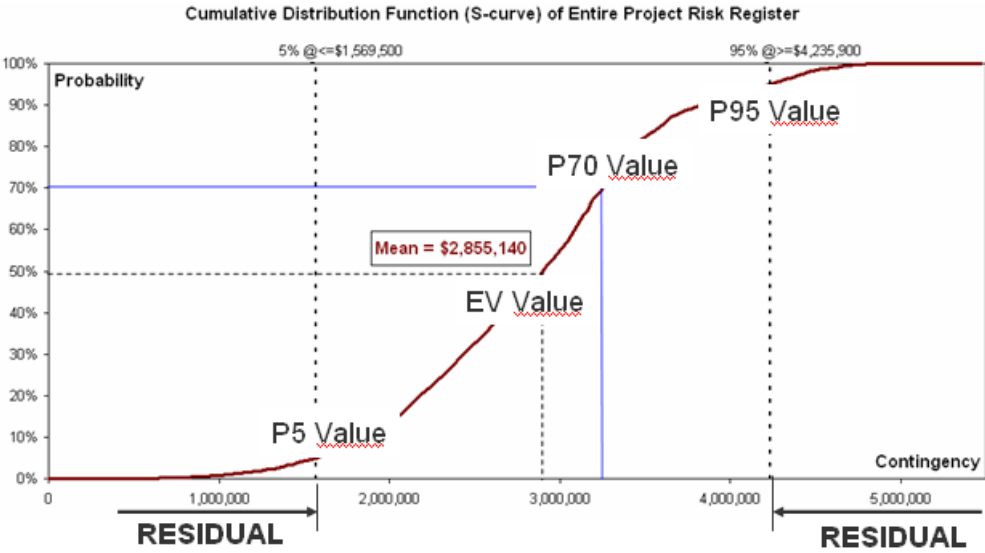 Cumulative Distribution Function (S-curve) of Entire Project Risk Register
5% @<=$1,569,500
95% @>=$4,235,900
100%
Probability
90%
P95 Value
80%
P70 Value
70%
60%
Mean = $2,855,140
50%
EV Value
40%
30%
20%
P5 Value
10%
Contingency
0%
0
1,000,000
2,000,000
3,000,000
4,000,000
5,000,000
RESIDUAL
RESIDUAL